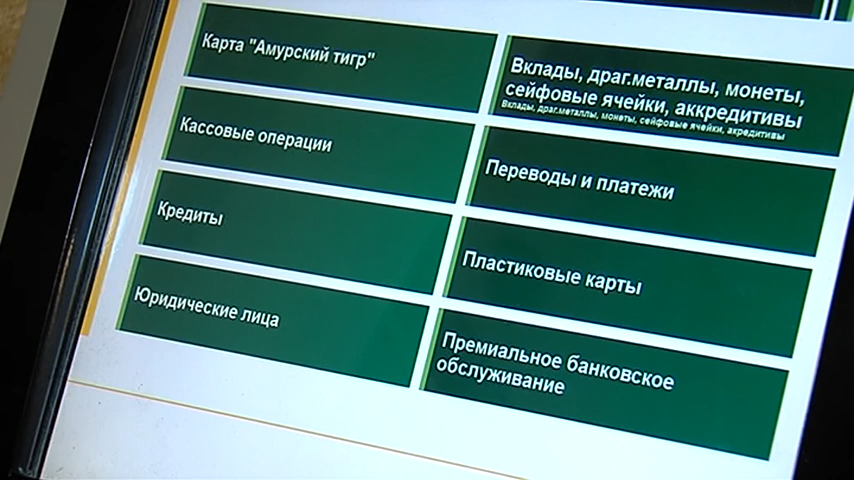 Карта "Амурский тигр"
Кассовые операции
Кредиты
Юридические лица
Вклады, драг.металлы, монеты,
сейфовые ячейки, аккредитивы
Вклады, драг.металлы, монеты, сейфовые ячейки, акредитивы
Переводы и платежи
Пластиковые карты
Премиальное банковское
обслуживание